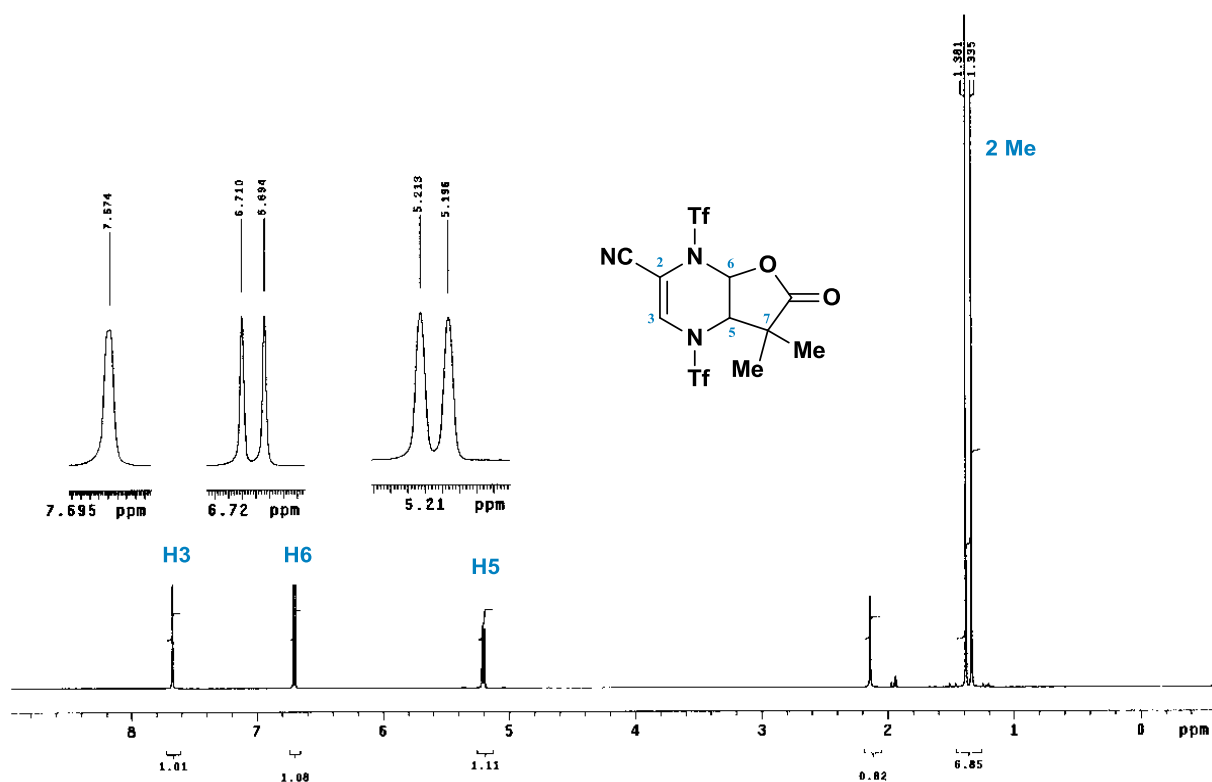 1.381
1.335
2 Me
7.674
6.710
6.694
5.213
5.196
Tf
NC
N
O
2
6
O
3
5
7
N
Me
Me
Tf
7.695 ppm
6.72 ppm
5.21 ppm
H3
H6
H5
8 7 6 5 4 3 2 1 0 ppm
1.01
1.08
1.11
0.82
6.85